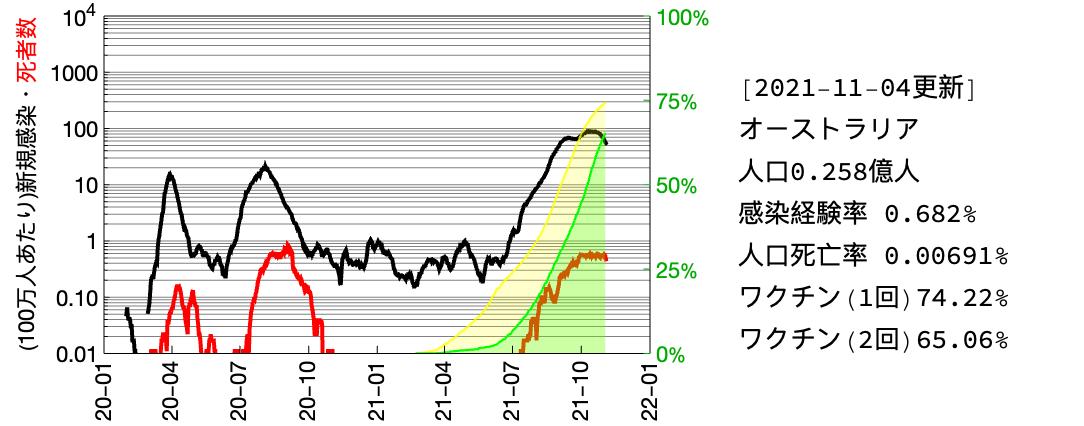 (100万人あたり)新規感染・死者数
10^4
1000
100
10
1
0.10
0.01
100%
75%
50%
25%
0%
20-01
20-04
20-07
20-10
21-01
21-04
21-07
21-10
22-01
[2021-11-04更新]
オーストラリア
人口0.258億人
感染経験率 0.682%
人口死亡率 0.00691%
ワクチン(1回)74.22%
ワクチン(2回)65.06%